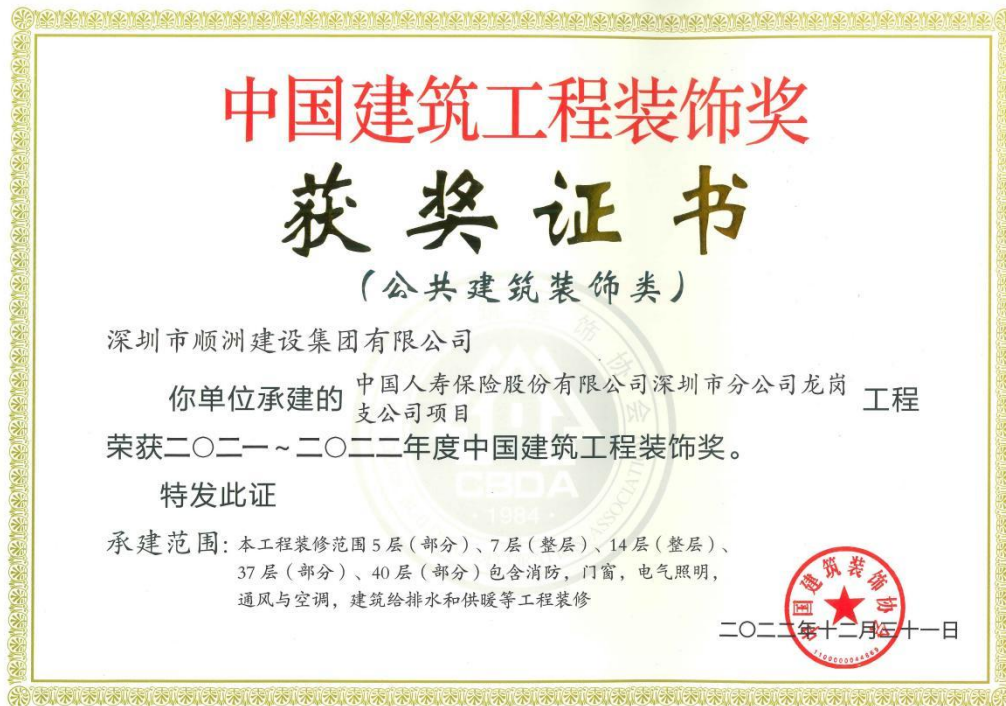 中国建筑工程装饰奖
获奖证书
（公共建筑装饰类）
深圳市顺洲建设集团有限公司
你单位承建的 中国人寿保险股份有限公司深圳市分公司龙岗支公司项目 工程
荣获二〇二一~二〇二二年度中国建筑工程装饰奖。
特发此证
承建范围：本工程装修范围5层（部分）、7层（整层）、14层（整层）、
37层（部分）、40层（部分）包含消防，门窗，电气照明，
通风与空调，建筑给排水和供暖等工程装修
二〇二二年十二月三十一日
中国建筑装饰协会
CBDA
·1984·